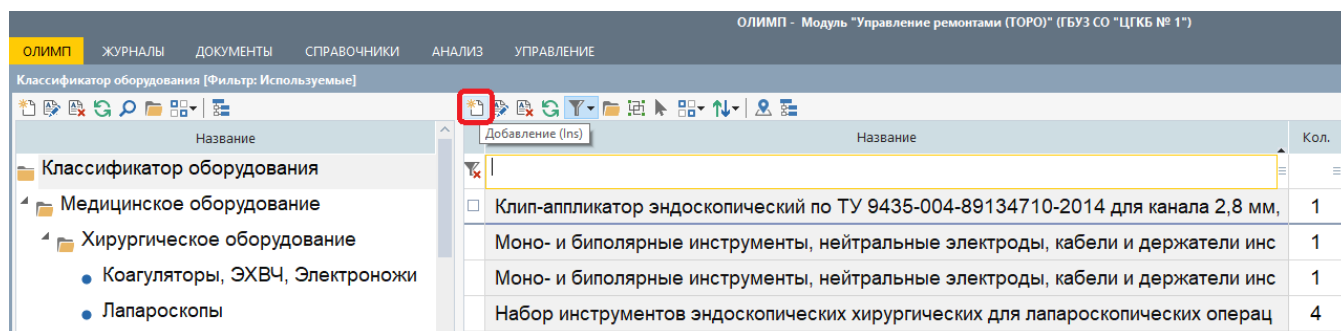 ОЛИМП - Модуль "Управление ремонтами (ТОРО)" (ГБУЗ СО "ЦГКБ № 1")
ОЛИМП ЖУРНАЛЫ ДОКУМЕНТЫ СПРАВОЧНИКИ АНАЛИЗ УПРАВЛЕНИЕ
Классификатор оборудования [Фильтр: Используемые]
Добавление (Ins)
Название Название Кол.
Классификатор оборудования
Медицинское оборудование Клип-аппликатор эндоскопический по ТУ 9435-004-89134710-2014 для канала 2,8 мм, 1
Хирургическое оборудование Моно- и биполярные инструменты, нейтральные электроды, кабели и держатели инс 1
Коагуляторы, ЭХВЧ, Электроножи Моно- и биполярные инструменты, нейтральные электроды, кабели и держатели инс 1
Лапароскопы Набор инструментов эндоскопических хирургических для лапароскопических операц 4